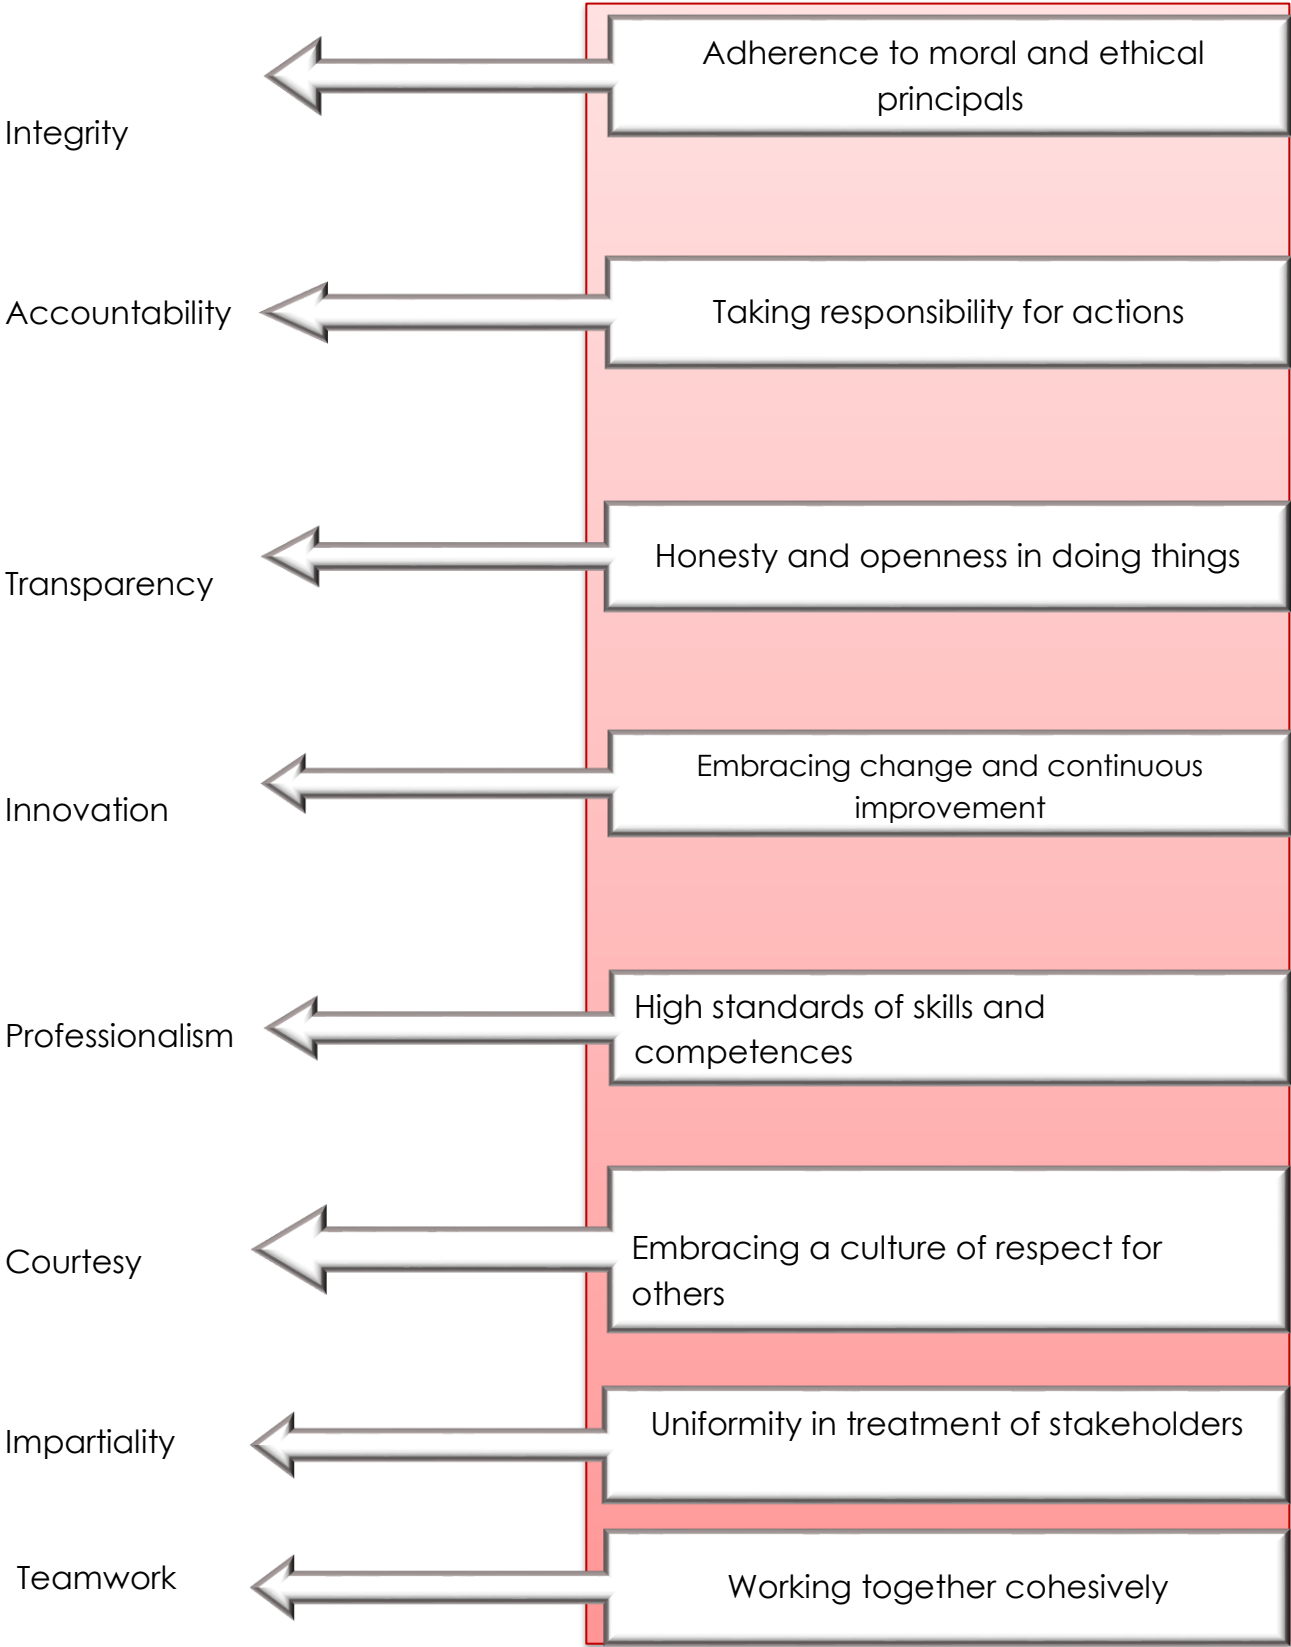 Adherence to moral and ethical
principals
Integrity
Accountability
Taking responsibility for actions
Honesty and openness in doing things
Transparency
Embracing change and continuous
improvement
Innovation
High standards of skills and
competences
Professionalism
Embracing a culture of respect for
others
Courtesy
Uniformity in treatment of stakeholders
Impartiality
Teamwork
Working together cohesively